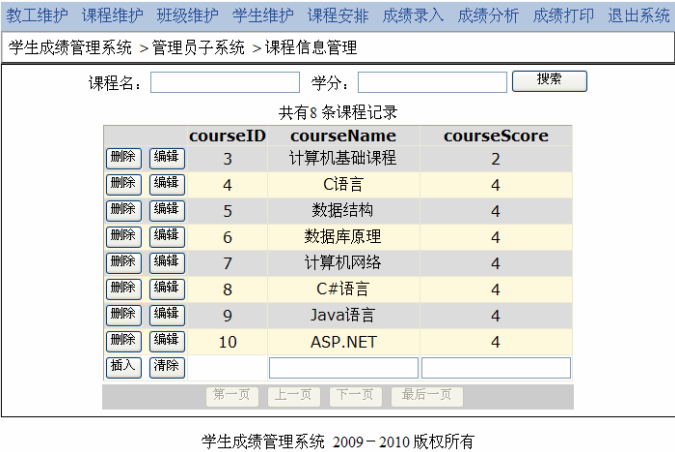 教工维护 课程维护 班级维护 学生维护 课程安排 成绩录入 成绩分析 成绩打印 退出系统
学生成绩管理系统 >管理员子系统 >课程信息管理
课程名： 学分： 搜索
共有8 条课程记录
courseID courseName courseScore
删除 编辑 3 计算机基础课程 2
删除 编辑 4 C语言 4
删除 编辑 5 数据结构 4
删除 编辑 6 数据库原理 4
删除 编辑 7 计算机网络 4
删除 编辑 8 C#语言 4
删除 编辑 9 Java语言 4
删除 编辑 10 ASP.NET 4
插入 清除
第一页 上一页 下一页 最后一页
学生成绩管理系统 2009－2010 版权所有